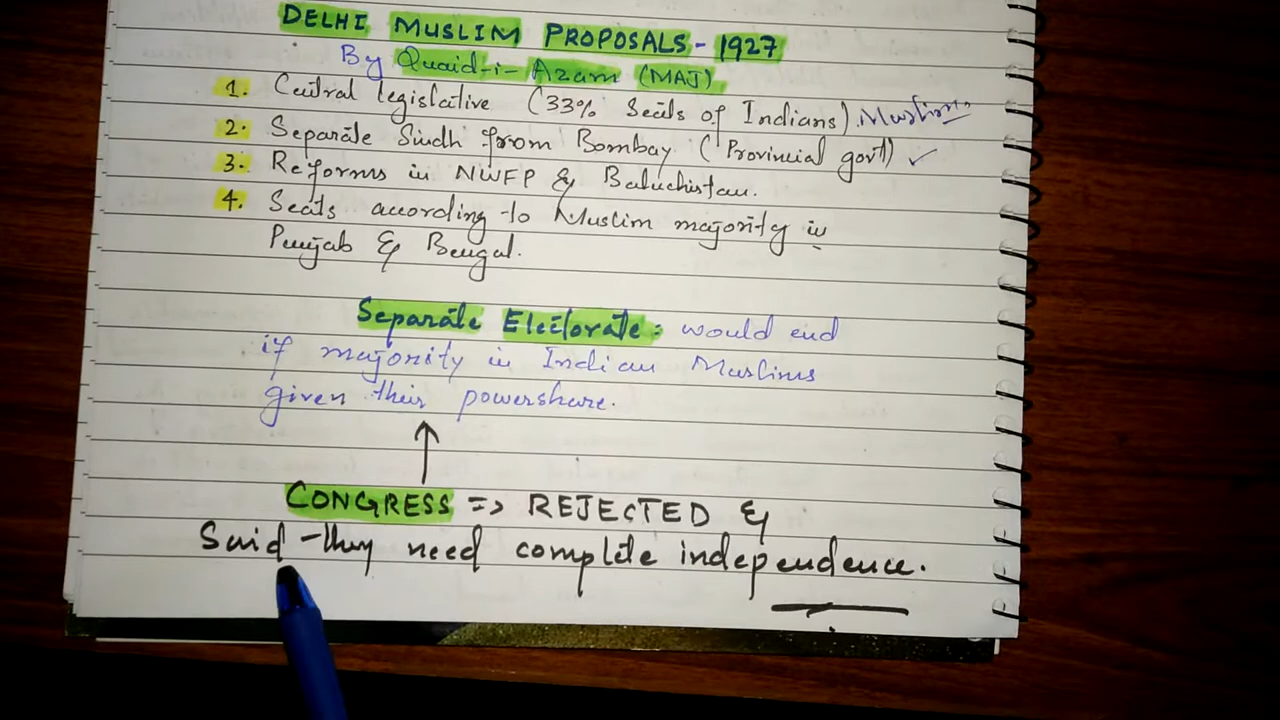 DELHI MUSLIM PROPOSALS - 1927
By Quaid-i-Azam (MAJ)
1. Central legislative (33% Seats of Indians) Muslims
2. Separate Sindh from Bombay (Provincial govt) ✓
3. Reforms in NWFP & Baluchistan.
4. Seats according to Muslim majority in
Punjab & Bengal.
Separate Electorate: would end
if majority in Indian Muslims
given their powershare.
↑
CONGRESS => REJECTED &
Said they need complete independence.